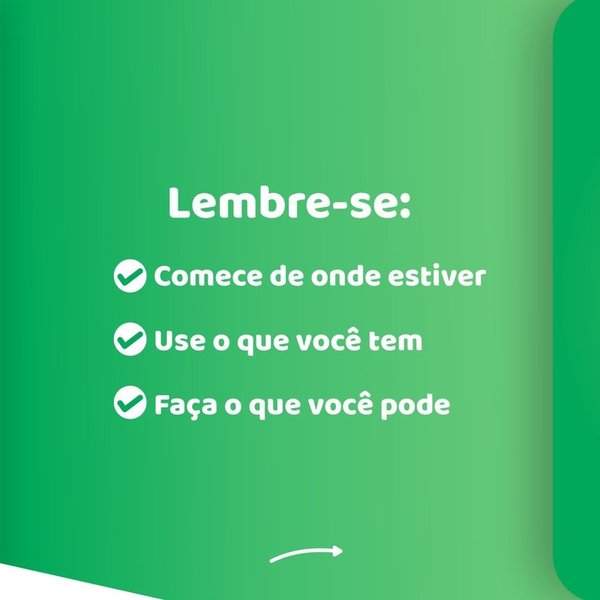 Lembre-se:
Comece de onde estiver
Use o que você tem
Faça o que você pode